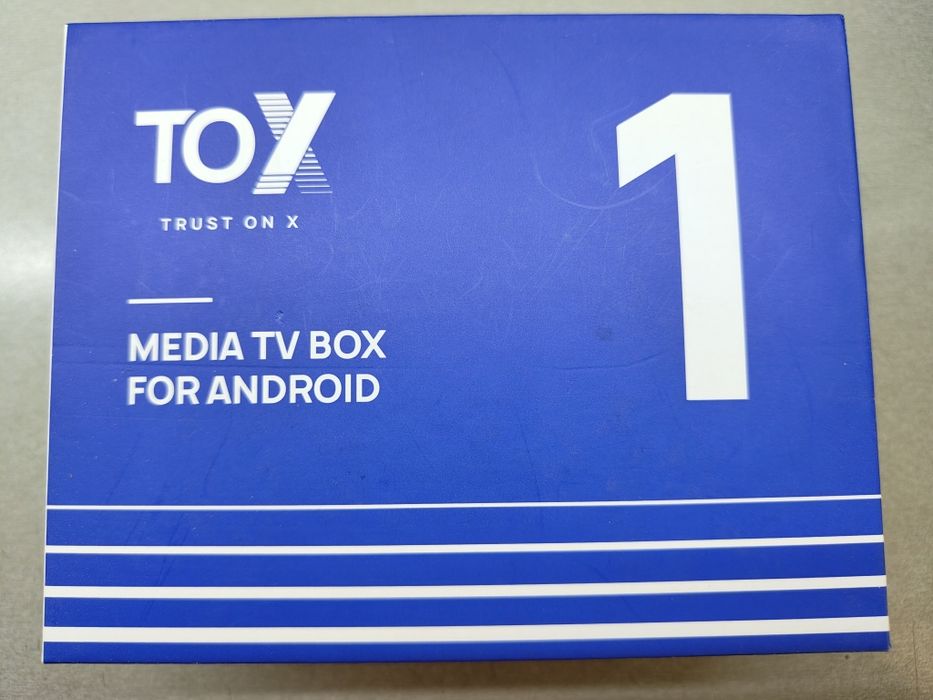 TOX
TRUST ON X
1
MEDIA TV BOX
FOR ANDROID